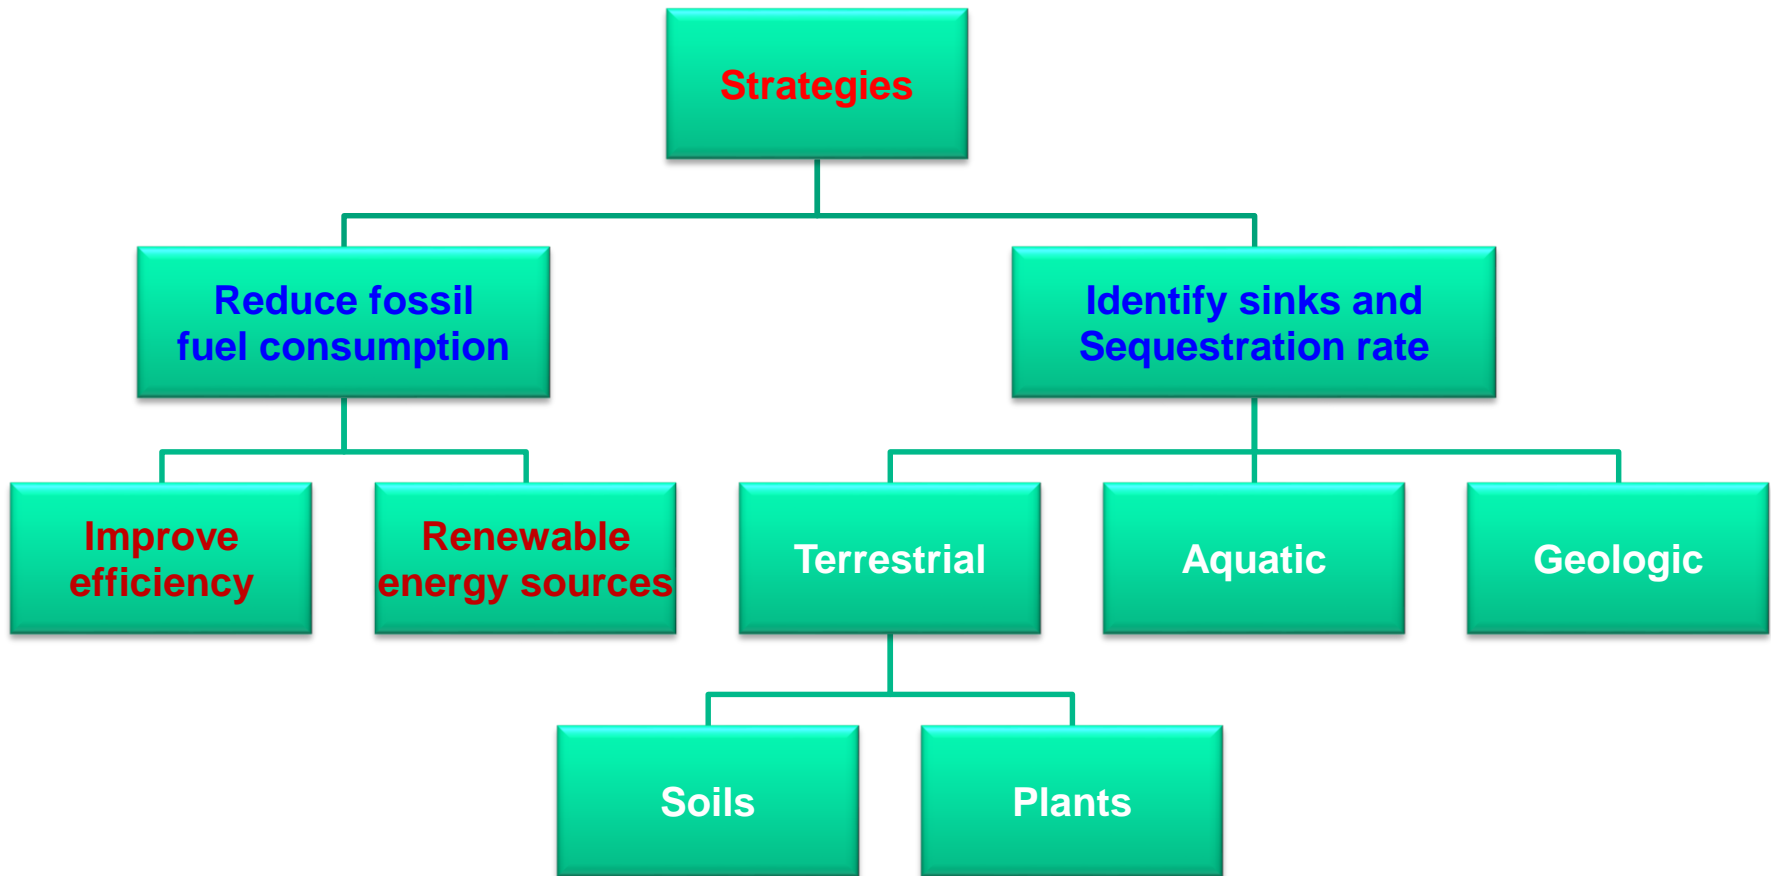 Strategies
Reduce fossil
fuel consumption
Identify sinks and
Sequestration rate
Improve
efficiency
Renewable
energy sources
Terrestrial
Aquatic
Geologic
Soils
Plants